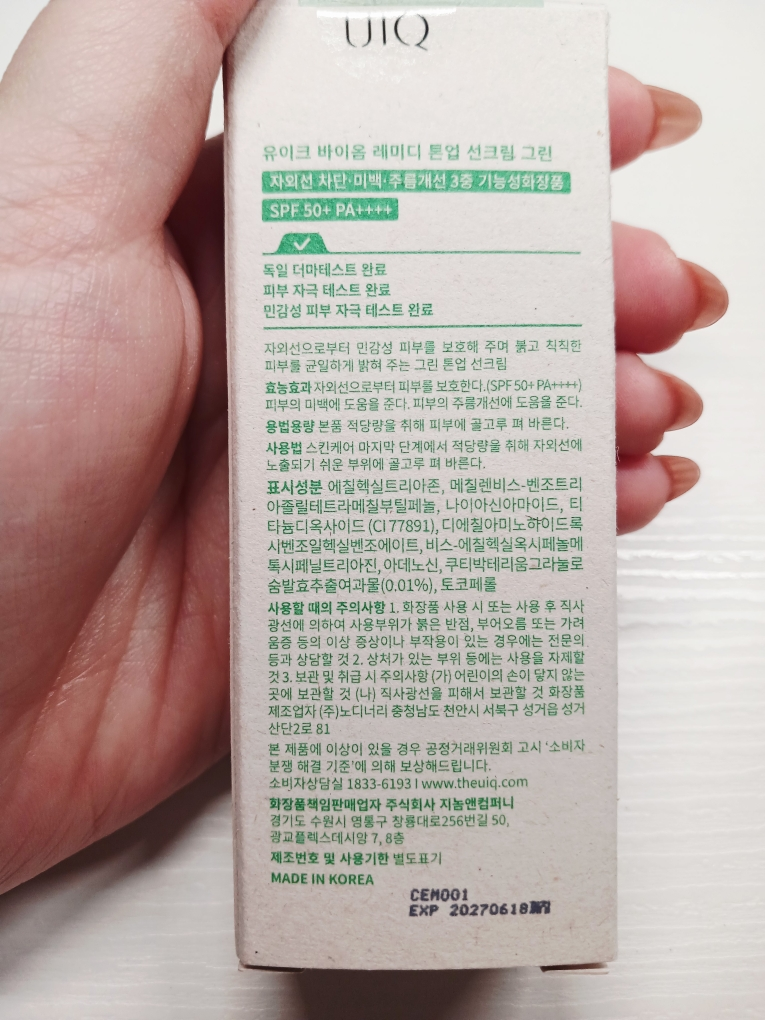 UIQ
유이크 바이옴 레미디 톤업 선크림 그린
자외선 차단·미백·주름개선 3중 기능성화장품
SPF 50+ PA++++
독일 더마테스트 완료
피부 자극 테스트 완료
민감성 피부 자극 테스트 완료
자외선으로부터 민감성 피부를 보호해 주며 붉고 칙칙한
피부를 균일하게 밝혀 주는 그린 톤업 선크림
효능효과 자외선으로부터 피부를 보호한다.(SPF 50+ PA++++)
피부의 미백에 도움을 준다. 피부의 주름개선에 도움을 준다.
용법용량 본품 적당량을 취해 피부에 골고루 펴 바른다.
사용법 스킨케어 마지막 단계에서 적당량을 취해 자외선에
노출되기 쉬운 부위에 골고루 펴 바른다.
표시성분 에칠헥실트리아존, 메칠렌비스-벤조트리
아졸릴테트라메칠부틸페놀, 나이아신아마이드, 티
타늄디옥사이드 (CI 77891), 디에칠아미노하이드록
시벤조일헥실벤조에이트, 비스-에칠헥실옥시페놀메
톡시페닐트리아진, 아데노신, 쿠티박테리움그라눌로
숨발효추출여과물(0.01%), 토코페롤
사용할 때의 주의사항 1. 화장품 사용 시 또는 사용 후 직사
광선에 의하여 사용부위가 붉은 반점, 부어오름 또는 가려
움증 등의 이상 증상이나 부작용이 있는 경우에는 전문의
등과 상담할 것 2. 상처가 있는 부위 등에는 사용을 자제할
것 3. 보관 및 취급 시 주의사항 (가) 어린이의 손이 닿지 않는
곳에 보관할 것 (나) 직사광선을 피해서 보관할 것 화장품
제조업자 (주)노디너리 충청남도 천안시 서북구 성거읍 성거
산단2로 81
본 제품에 이상이 있을 경우 공정거래위원회 고시 '소비자
분쟁 해결 기준'에 의해 보상해드립니다.
소비자상담실 1833-6193 I www.theuiq.com
화장품책임판매업자 주식회사 지놈앤컴퍼니
경기도 수원시 영통구 창룡대로256번길 50,
광교플렉스데시앙 7, 8층
제조번호 및 사용기한 별도표기
MADE IN KOREA
CEM001
EXP 20270618까지